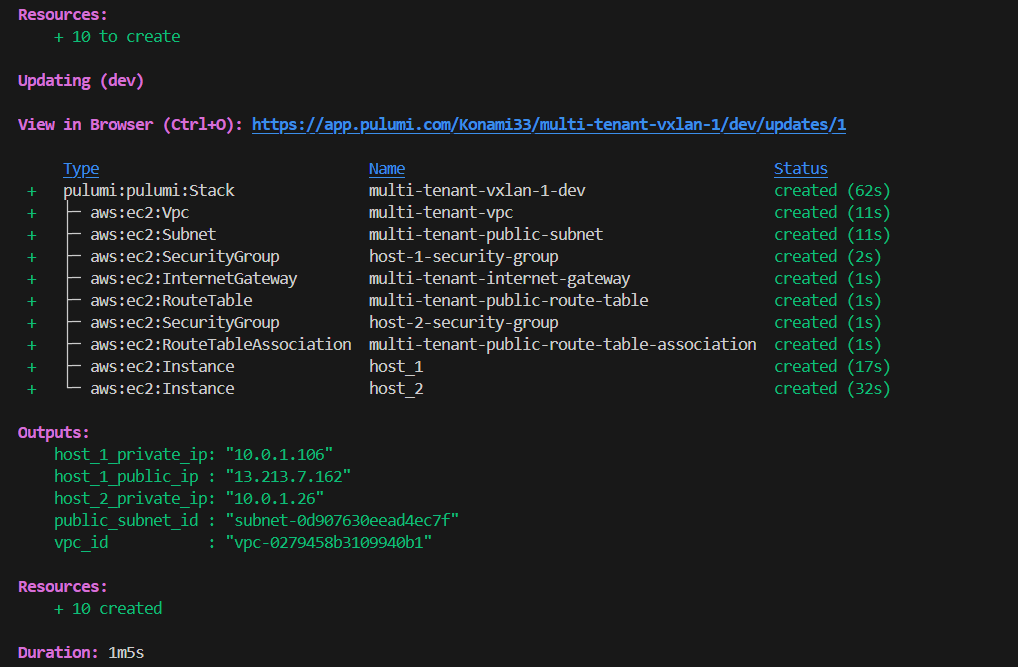 Resources:
    + 10 to create
Updating (dev)
View in Browser (Ctrl+O): https://app.pulumi.com/Konami33/multi-tenant-vxlan-1/dev/updates/1
     Type                              Name                                         Status
 +   pulumi:pulumi:Stack               multi-tenant-vxlan-1-dev                     created (62s)
 +   ├─ aws:ec2:Vpc                    multi-tenant-vpc                             created (11s)
 +   ├─ aws:ec2:Subnet                 multi-tenant-public-subnet                   created (11s)
 +   ├─ aws:ec2:SecurityGroup          host-1-security-group                        created (2s)
 +   ├─ aws:ec2:InternetGateway        multi-tenant-internet-gateway                created (1s)
 +   ├─ aws:ec2:RouteTable             multi-tenant-public-route-table              created (1s)
 +   ├─ aws:ec2:SecurityGroup          host-2-security-group                        created (1s)
 +   ├─ aws:ec2:RouteTableAssociation  multi-tenant-public-route-table-association  created (1s)
 +   ├─ aws:ec2:Instance               host_1                                       created (17s)
 +   └─ aws:ec2:Instance               host_2                                       created (32s)
Outputs:
    host_1_private_ip: "10.0.1.106"
    host_1_public_ip : "13.213.7.162"
    host_2_private_ip: "10.0.1.26"
    public_subnet_id : "subnet-0d907630eead4ec7f"
    vpc_id           : "vpc-0279458b3109940b1"
Resources:
    + 10 created
Duration: 1m5s